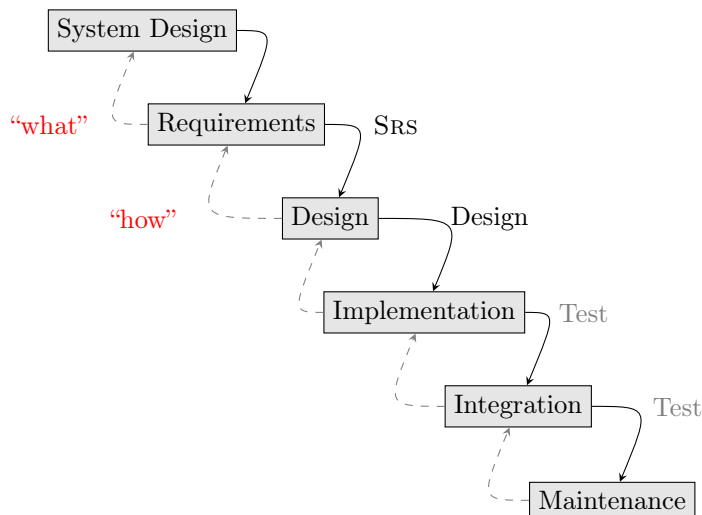 System Design
“what”
Requirements
SRS
“how”
Design
Design
Implementation
Test
Integration
Test
Maintenance